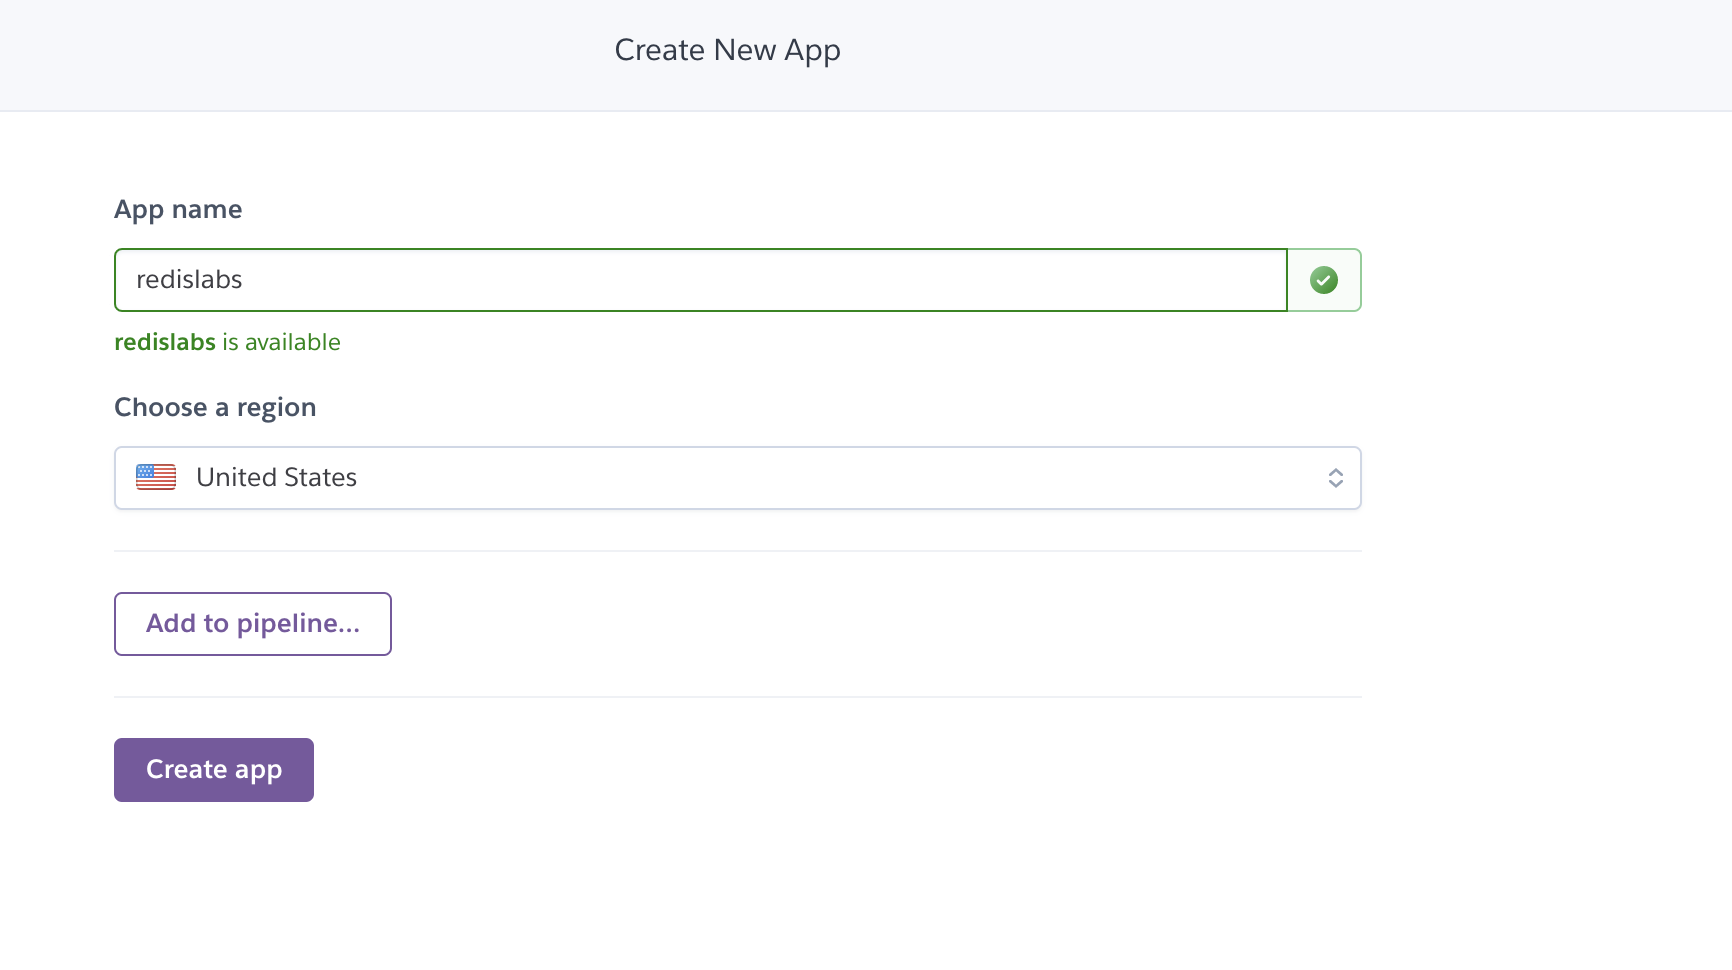 Create New App
App name
redislabs
redislabs is available
Choose a region
United States
Add to pipeline...
Create app